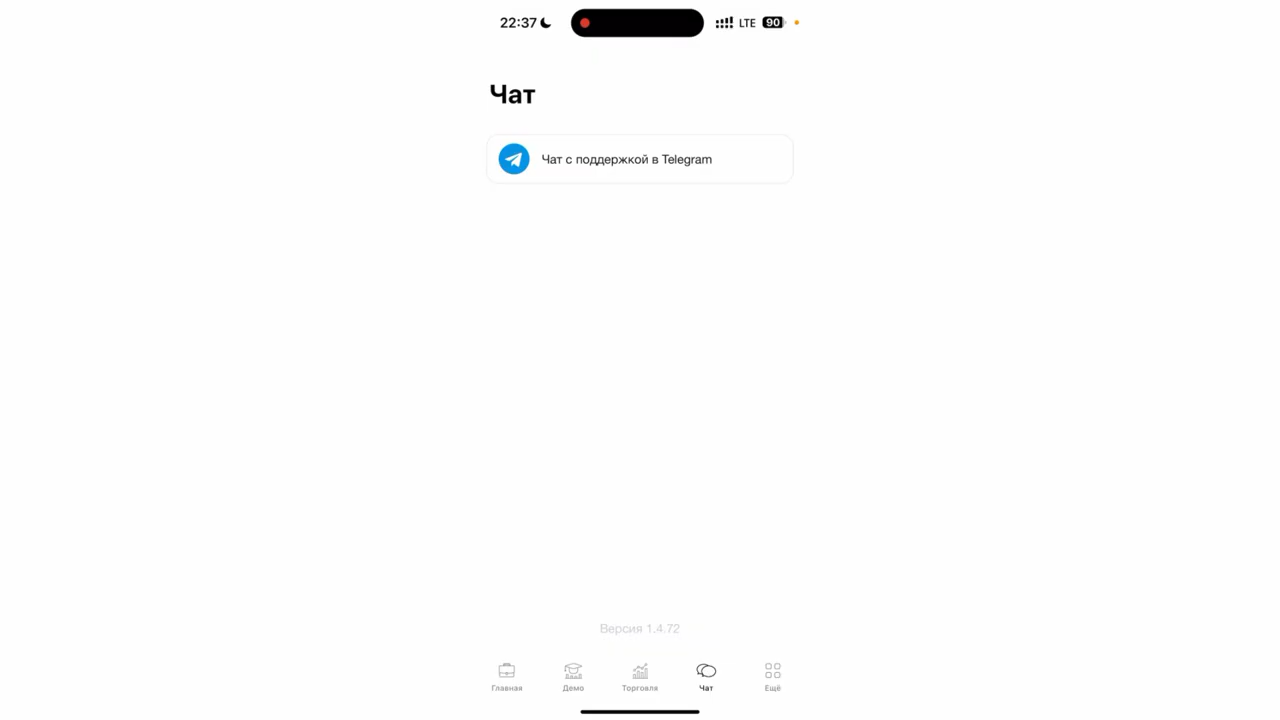 22:37 LTE 90
Чат
Чат с поддержкой в Telegram
Версия 1.4.72
Главная Демо Торговля Чат Ещё